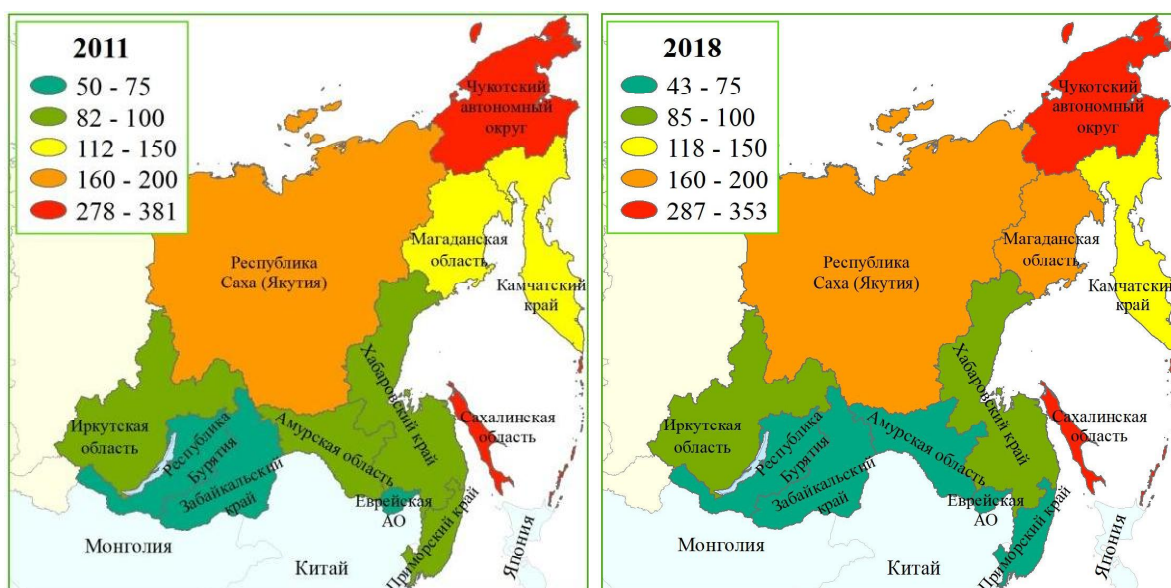 2011
50 - 75
82 - 100
112 - 150
160 - 200
278 - 381
Чукотский
автономный
округ
Магаданская
область
Республика
Саха (Якутия)
Камчатский
край
Хабаровский край
Иркутская
область
Республика
Бурятия
Амурская область
Сахалинская
область
Забайкальский
край
Еврейская
АО
Приморский край
Монголия
Китай
Япония
2018
43 - 75
85 - 100
118 - 150
160 - 200
287 - 353
Чукотский
автономный
округ
Магаданская
область
Республика
Саха (Якутия)
Камчатский
край
Хабаровский край
Иркутская
область
Республика
Бурятия
Амурская область
Сахалинская
область
Забайкальский
край
Еврейская
АО
Приморский край
Монголия
Китай
Япония